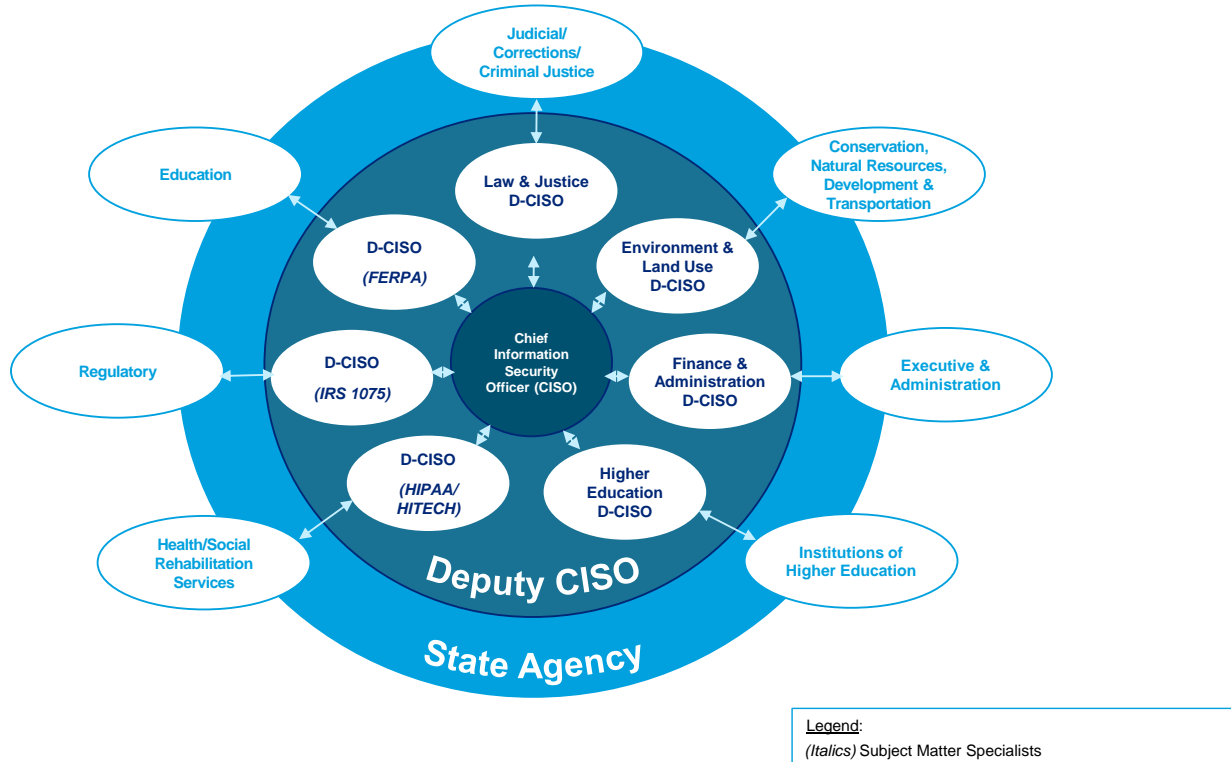 Judicial/
Corrections/
Criminal Justice
Education
Conservation,
Natural Resources,
Development &
Transportation
Law & Justice
D-CISO
D-CISO
(FERPA)
Environment &
Land Use
D-CISO
Regulatory
D-CISO
(IRS 1075)
Chief
Information
Security
Officer (CISO)
Finance &
Administration
D-CISO
Executive &
Administration
D-CISO
(HIPAA/
HITECH)
Higher
Education
D-CISO
Health/Social
Rehabilitation
Services
Institutions of
Higher Education
Deputy CISO
State Agency
Legend:
(Italics) Subject Matter Specialists